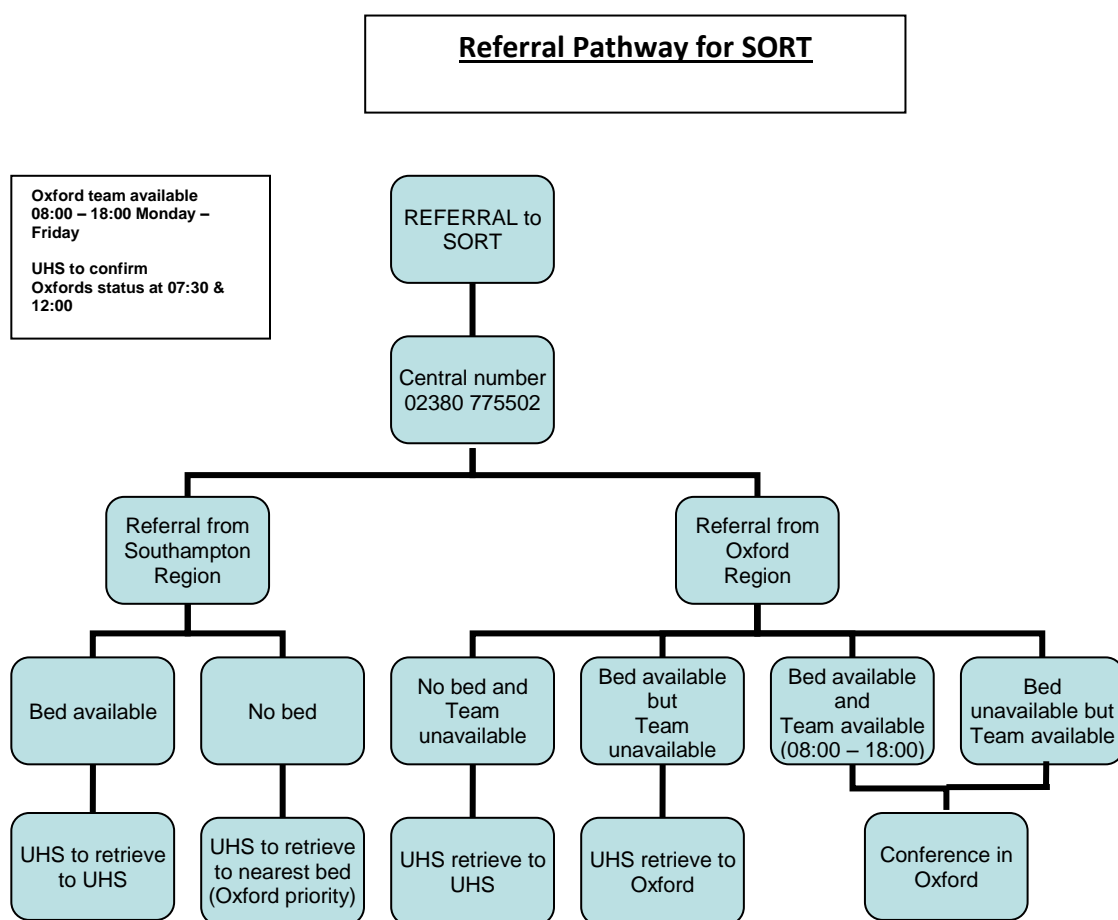 Referral Pathway for SORT
Oxford team available
08:00 – 18:00 Monday –
Friday
UHS to confirm
Oxfords status at 07:30 &
12:00
REFERRAL to
SORT
Central number
02380 775502
Referral from
Southampton
Region
Referral from
Oxford
Region
Bed available
No bed
No bed and
Team
unavailable
Bed available
but
Team
unavailable
Bed available
and
Team available
(08:00 – 18:00)
Bed
unavailable but
Team available
UHS to retrieve
to UHS
UHS to retrieve
to nearest bed
(Oxford priority)
UHS retrieve to
UHS
UHS retrieve to
Oxford
Conference in
Oxford